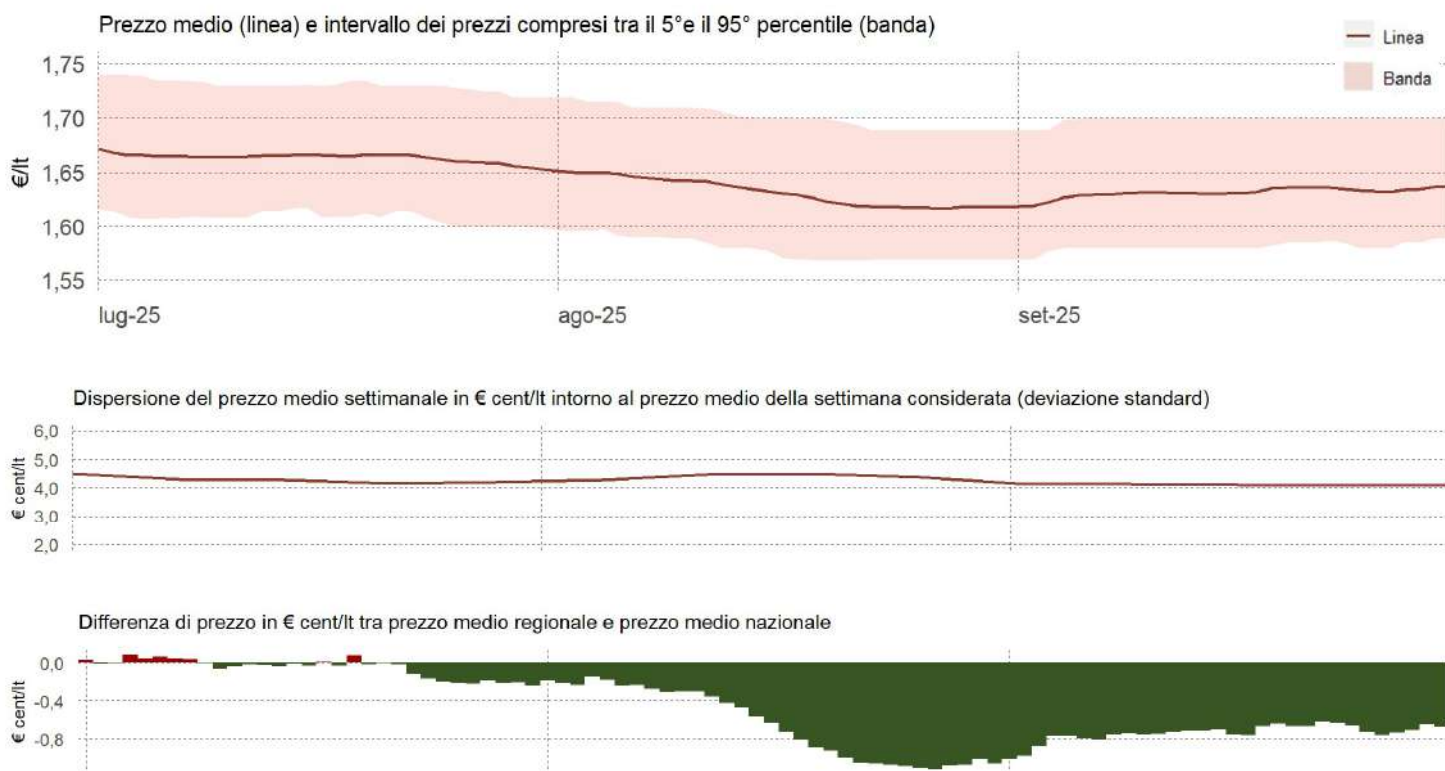 Prezzo medio (linea) e intervallo dei prezzi compresi tra il 5°e il 95° percentile (banda)
Linea
Banda
€/lt
1,75
1,70
1,65
1,60
1,55
lug-25 ago-25 set-25
Dispersione del prezzo medio settimanale in € cent/lt intorno al prezzo medio della settimana considerata (deviazione standard)
€ cent/lt
6,0
5,0
4,0
3,0
2,0
Differenza di prezzo in € cent/lt tra prezzo medio regionale e prezzo medio nazionale
€ cent/lt
0,0
-0,4
-0,8